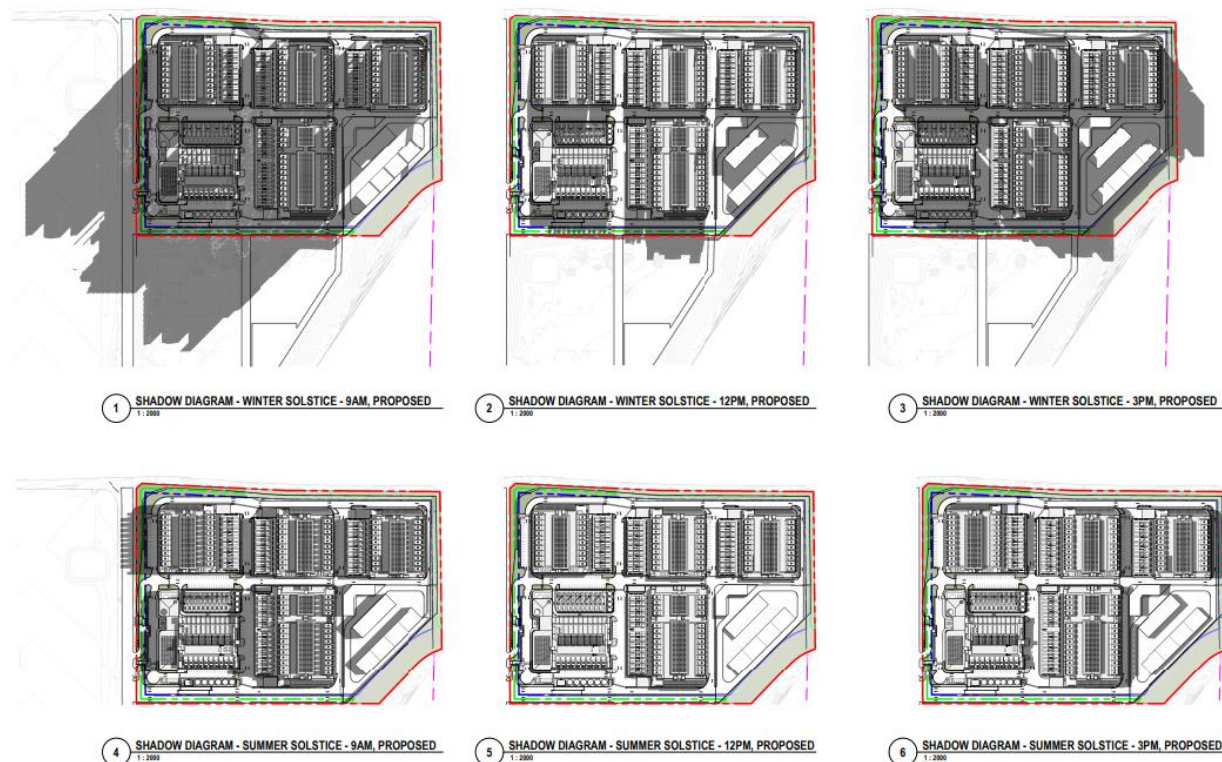 1 SHADOW DIAGRAM - WINTER SOLSTICE - 9AM, PROPOSED
1 : 2000
2 SHADOW DIAGRAM - WINTER SOLSTICE - 12PM, PROPOSED
1 : 2000
3 SHADOW DIAGRAM - WINTER SOLSTICE - 3PM, PROPOSED
1 : 2000
4 SHADOW DIAGRAM - SUMMER SOLSTICE - 9AM, PROPOSED
1 : 2000
5 SHADOW DIAGRAM - SUMMER SOLSTICE - 12PM, PROPOSED
1 : 2000
6 SHADOW DIAGRAM - SUMMER SOLSTICE - 3PM, PROPOSED
1 : 2000